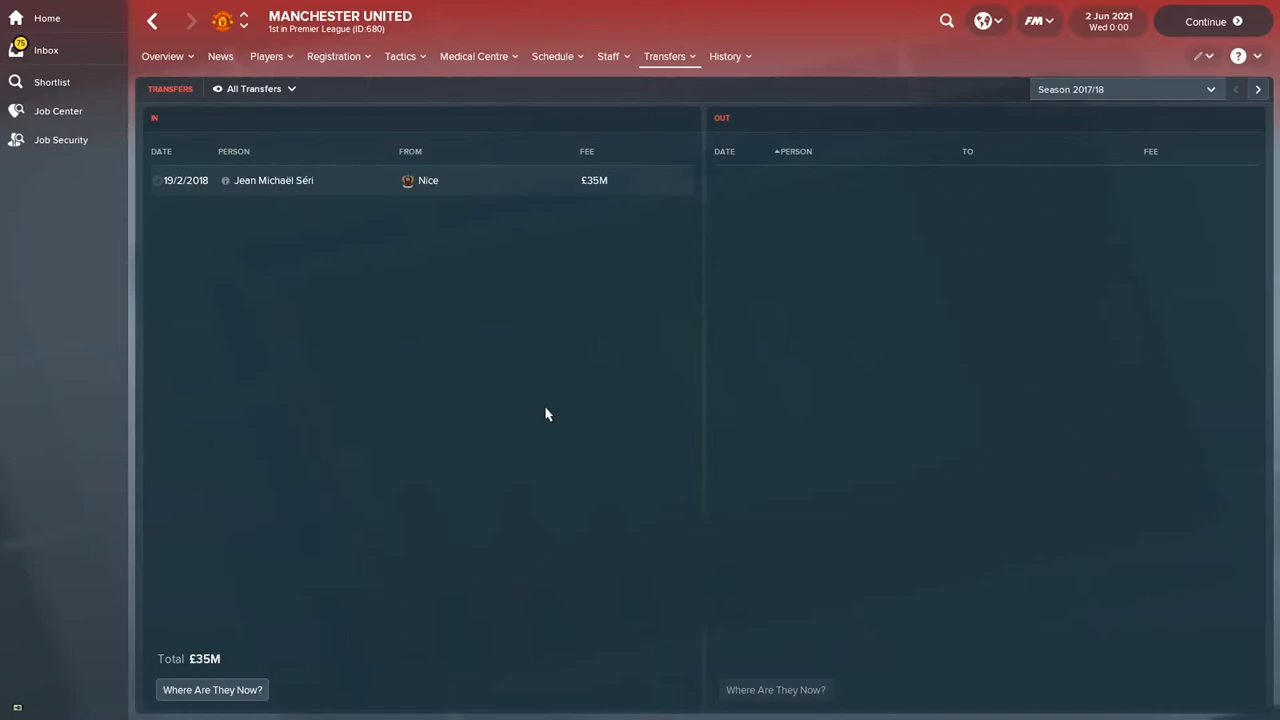 Home
75
Inbox
Shortlist
Job Center
Job Security
MANCHESTER UNITED
1st in Premier League (ID:680)
FM
2 Jun 2021
Wed 0:00
Continue
Overview News Players Registration Tactics Medical Centre Schedule Staff Transfers History
?
TRANSFERS All Transfers
Season 2017/18
IN
DATE PERSON FROM FEE
19/2/2018 Jean Michaël Séri Nice £35M
Total £35M
Where Are They Now?
OUT
DATE PERSON TO FEE
Where Are They Now?